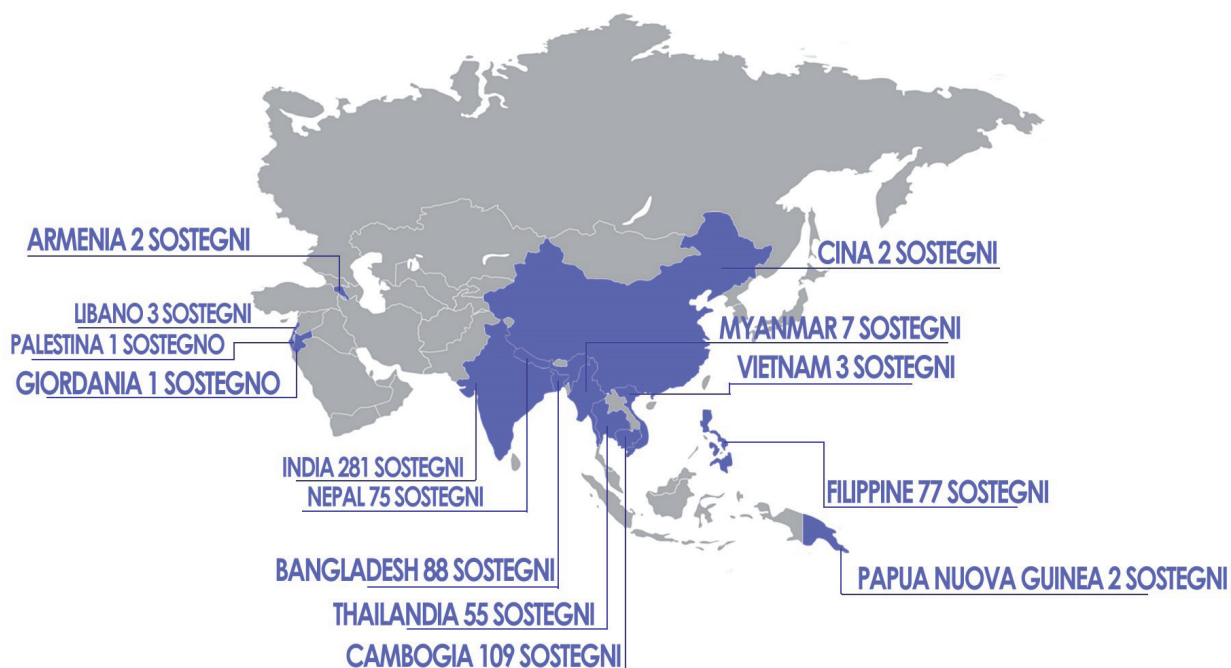 ARMENIA 2 SOSTEGNI
CINA 2 SOSTEGNI
LIBANO 3 SOSTEGNI
MYANMAR 7 SOSTEGNI
PALESTINA 1 SOSTEGNO
VIETNAM 3 SOSTEGNI
GIORDANIA 1 SOSTEGNO
INDIA 281 SOSTEGNI
NEPAL 75 SOSTEGNI
FILIPPINE 77 SOSTEGNI
BANGLADESH 88 SOSTEGNI
PAPUA NUOVA GUINEA 2 SOSTEGNI
THAILANDIA 55 SOSTEGNI
CAMBOGIA 109 SOSTEGNI